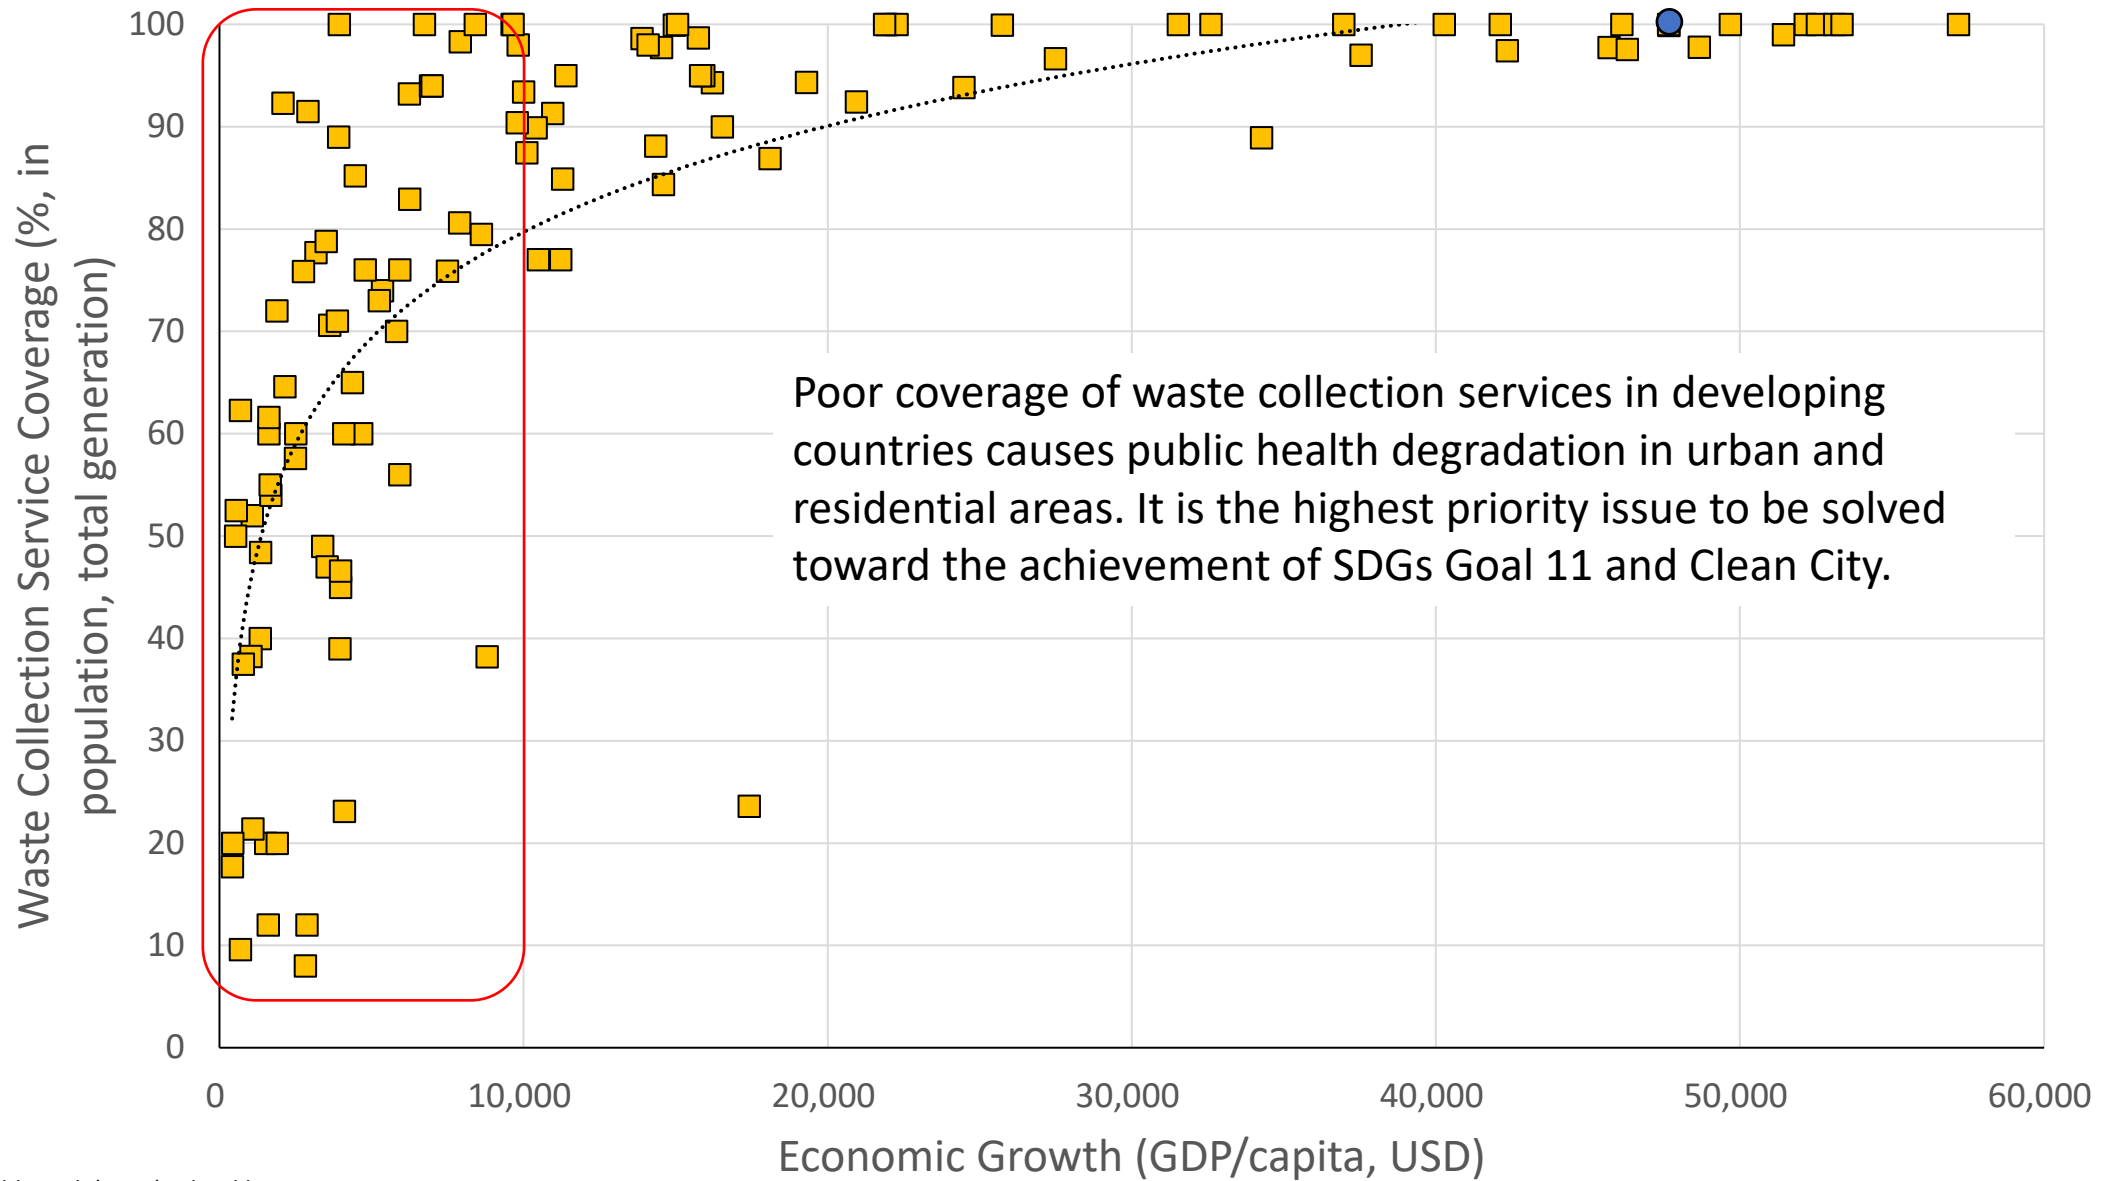 Waste Collection Service Coverage (%, in
population, total generation)
100
90
80
70
60
50
40
30
20
10
0
Poor coverage of waste collection services in developing
countries causes public health degradation in urban and
residential areas. It is the highest priority issue to be solved
toward the achievement of SDGs Goal 11 and Clean City.
0 10,000 20,000 30,000 40,000 50,000 60,000
Economic Growth (GDP/capita, USD)